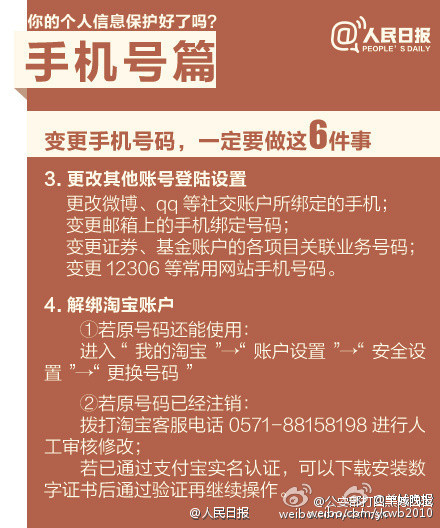 你的个人信息保护好了吗?
@人民日报
PEOPLE'S DAILY
手机号篇
变更手机号码，一定要做这6件事
3. 更改其他账号登陆设置
更改微博、qq 等社交账户所绑定的手机；
变更邮箱上的手机绑定号码；
变更证券、基金账户的各项目关联业务号码；
变更 12306 等常用网站手机号码。
4. 解绑淘宝账户
①若原号码还能使用：
进入“ 我的淘宝 ”→“ 账户设置 ”→“ 安全设
置 ”→“ 更换号码 ”
②若原号码已经注销：
拨打淘宝客服电话 0571-88158198 进行人
工审核修改；
若已通过支付宝实名认证，可以下载安装数
字证书后通过验证再继续操作。
@人民日报
weibo.com/ycwb2010